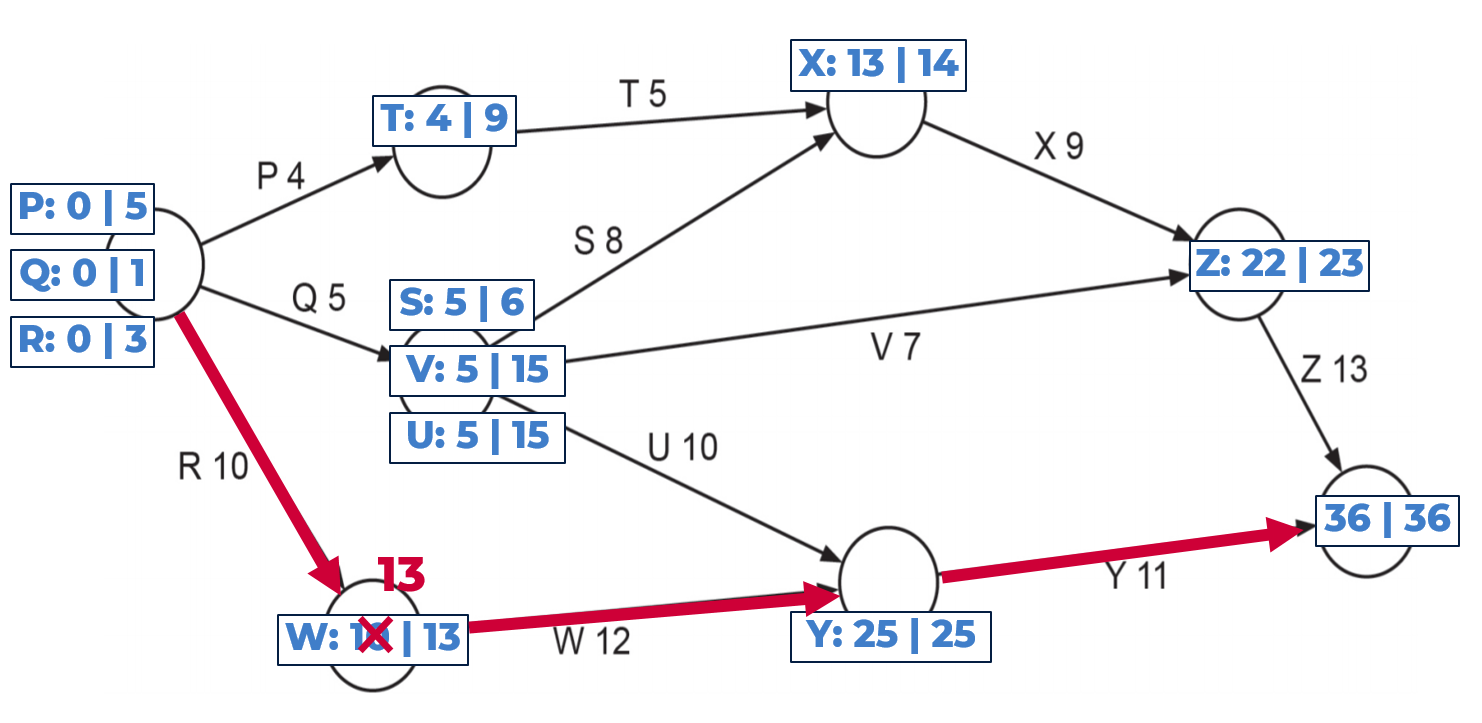 X: 13 | 14
T 5
T: 4 | 9
X 9
P 4
P: 0 | 5
S 8
Q: 0 | 1
Z: 22 | 23
Q 5
S: 5 | 6
R: 0 | 3
V 7
V: 5 | 15
Z 13
U: 5 | 15
U 10
R 10
36 | 36
13
Y 11
W: 10 | 13
W 12
Y: 25 | 25